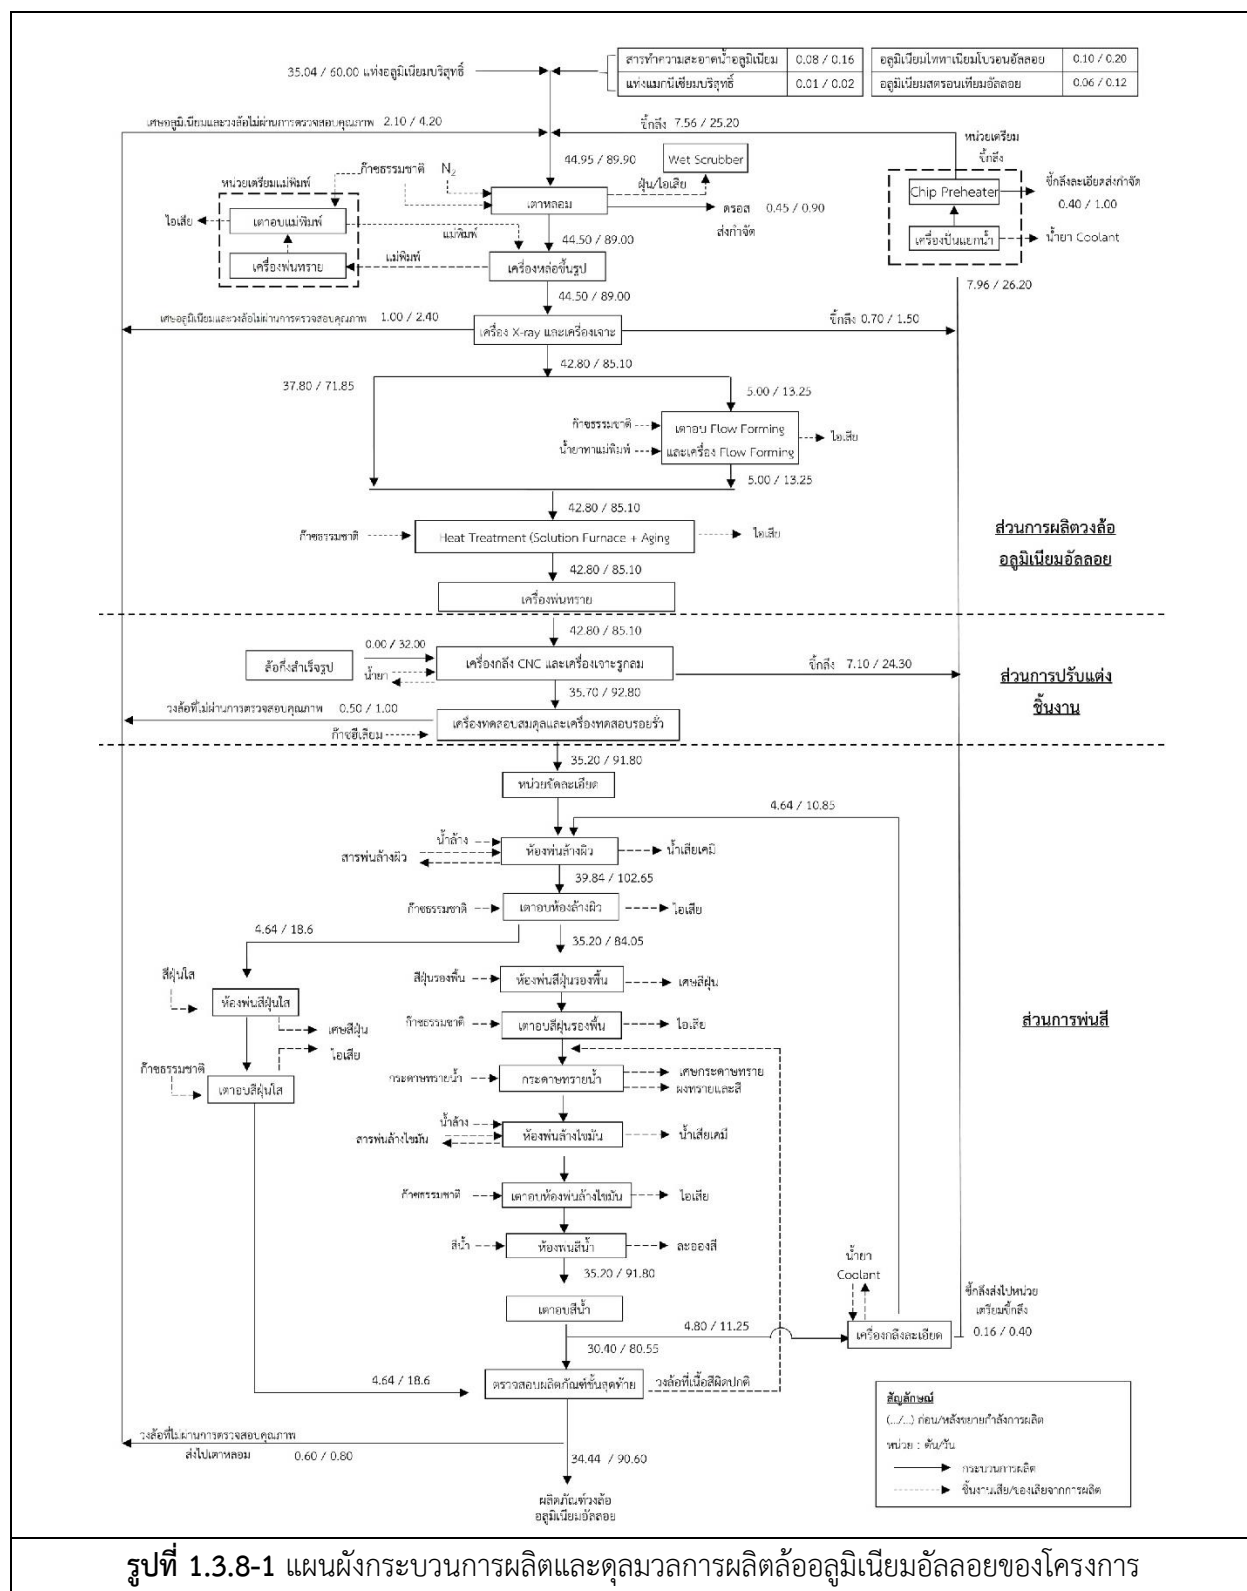 สารทำความสะอาดน้ำอลูมิเนียม 0.08 / 0.16 อลูมิเนียมไททาเนียมโบรอนอัลลอย 0.10 / 0.20
35.04 / 60.00 แท่งอลูมิเนียมบริสุทธิ์
แท่งแมกนีเซียมบริสุทธิ์ 0.01 / 0.02 อลูมิเนียมสตรอนเทียมอัลลอย 0.06 / 0.12
เศษอลูมิเนียมและวงล้อไม่ผ่านการตรวจสอบคุณภาพ 2.10 / 4.20
ขี้กลึง 7.56 / 25.20
หน่วยเตรียม
ขี้กลึง
44.95 / 89.90
Wet Scrubber
ก๊าซธรรมชาติ N2
ฝุ่น/ไอเสีย
หน่วยเตรียมแม่พิมพ์
Chip Preheater
ขี้กลึงละเอียดส่งกำจัด
0.40 / 1.00
เตาหลอม
ดรอส 0.45 / 0.90
ส่งกำจัด
ไอเสีย
เตาอบแม่พิมพ์
แม่พิมพ์
44.50 / 89.00
เครื่องปั่นแยกน้ำ
น้ำยา Coolant
เครื่องพ่นทราย
แม่พิมพ์
เครื่องหล่อขึ้นรูป
7.96 / 26.20
44.50 / 89.00
เศษอลูมิเนียมและวงล้อไม่ผ่านการตรวจสอบคุณภาพ 1.00 / 2.40
เครื่อง X-ray และเครื่องเจาะ
ขี้กลึง 0.70 / 1.50
42.80 / 85.10
37.80 / 71.85
5.00 / 13.25
ก๊าซธรรมชาติ
เตาอบ Flow Forming
ไอเสีย
น้ำยาทาแม่พิมพ์
และเครื่อง Flow Forming
5.00 / 13.25
42.80 / 85.10
ส่วนการผลิตวงล้อ
อลูมิเนียมอัลลอย
ก๊าซธรรมชาติ
Heat Treatment (Solution Furnace + Aging
ไอเสีย
42.80 / 85.10
เครื่องพ่นทราย
42.80 / 85.10
0.00 / 32.00
ล้อกึ่งสำเร็จรูป
น้ำยา
เครื่องกลึง CNC และเครื่องเจาะรูกลม
ขี้กลึง 7.10 / 24.30
ส่วนการปรับแต่ง
ชิ้นงาน
35.70 / 92.80
วงล้อที่ไม่ผ่านการตรวจสอบคุณภาพ 0.50 / 1.00
เครื่องทดสอบสมดุลและเครื่องทดสอบรอยรั่ว
ก๊าซฮีเลียม
35.20 / 91.80
หน่วยขัดละเอียด
4.64 / 10.85
น้ำล้าง
สารพ่นล้างผิว
ห้องพ่นล้างผิว
น้ำเสียเคมี
39.84 / 102.65
ก๊าซธรรมชาติ
เตาอบห้องล้างผิว
ไอเสีย
4.64 / 18.6
35.20 / 84.05
สีฝุ่นใส
สีฝุ่นรองพื้น
ห้องพ่นสีฝุ่นรองพื้น
เศษสีฝุ่น
ห้องพ่นสีฝุ่นใส
เศษสีฝุ่น
ก๊าซธรรมชาติ
เตาอบสีฝุ่นรองพื้น
ไอเสีย
ส่วนการพ่นสี
ไอเสีย
ก๊าซธรรมชาติ
เตาอบสีฝุ่นใส
กระดาษทรายน้ำ
กระดาษทรายน้ำ
เศษกระดาษทราย
ผงทรายและสี
น้ำล้าง
สารพ่นล้างไขมัน
ห้องพ่นล้างไขมัน
น้ำเสียเคมี
ก๊าซธรรมชาติ
เตาอบห้องพ่นล้างไขมัน
ไอเสีย
สีน้ำ
ห้องพ่นสีน้ำ
ละอองสี
35.20 / 91.80
น้ำยา
Coolant
ขี้กลึงส่งไปหน่วย
เตรียมขี้กลึง
0.16 / 0.40
เตาอบสีน้ำ
4.80 / 11.25
เครื่องกลึงละเอียด
30.40 / 80.55
4.64 / 18.6
ตรวจสอบผลิตภัณฑ์ขั้นสุดท้าย
วงล้อที่เนื้อสีผิดปกติ
วงล้อที่ไม่ผ่านการตรวจสอบคุณภาพ
ส่งไปเตาหลอม 0.60 / 0.80
34.44 / 90.60
ผลิตภัณฑ์วงล้อ
อลูมิเนียมอัลลอย
สัญลักษณ์
(.../...) ก่อน/หลังขยายกำลังการผลิต
หน่วย : ตัน/วัน
กระบวนการผลิต
ชิ้นงานเสีย/ของเสียจากการผลิต
รูปที่ 1.3.8-1 แผนผังกระบวนการผลิตและดุลมวลการผลิตล้ออลูมิเนียมอัลลอยของโครงการ